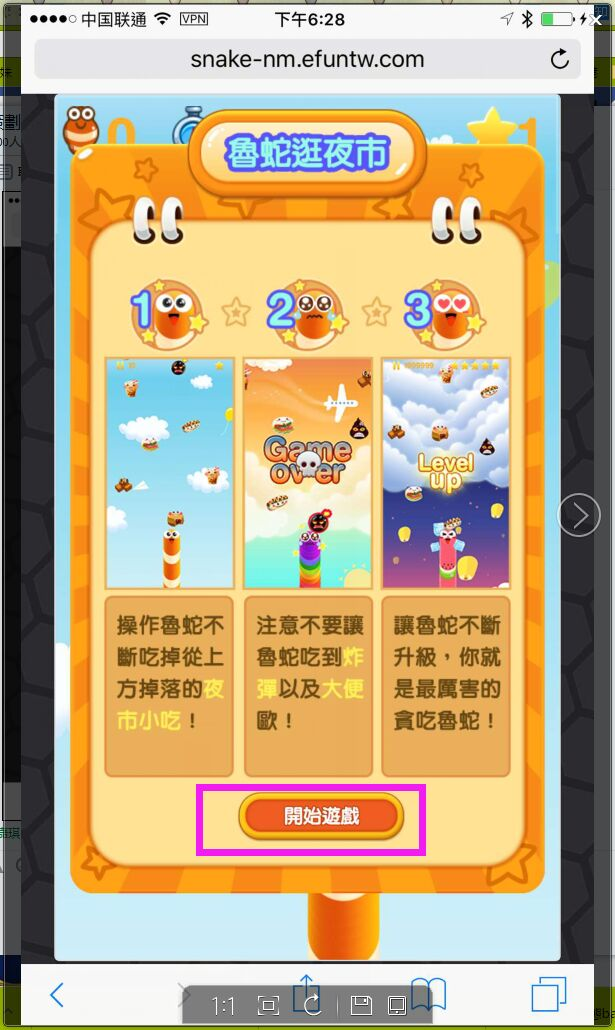 中国联通
VPN
下午6:28
snake-nm.efuntw.com
0
1
魯蛇逛夜市
1
2
3
Game
over
Level
up
操作魯蛇不
斷吃掉從上
方掉落的夜
市小吃！
注意不要讓
魯蛇吃到炸
彈以及大便
歐！
讓魯蛇不斷
升級，你就
是最厲害的
貪吃魯蛇！
開始遊戲
1:1